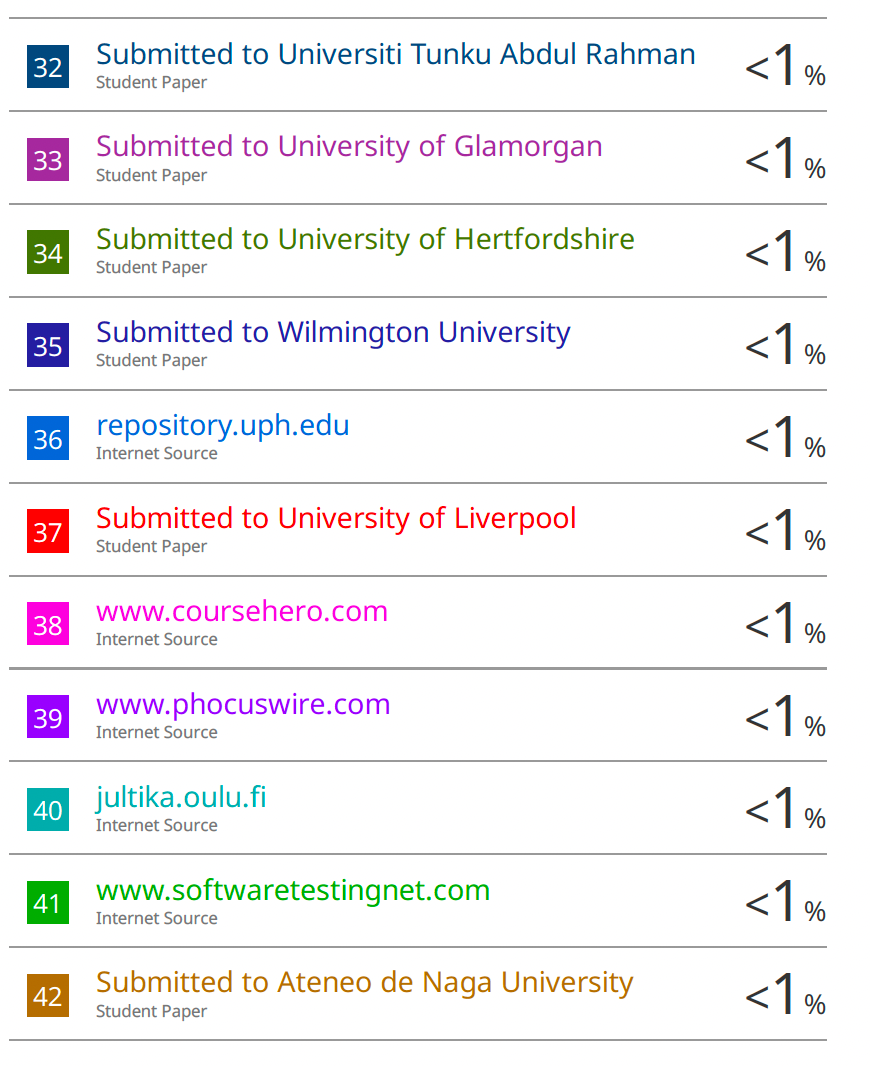 32 Submitted to Universiti Tunku Abdul Rahman <1%
Student Paper
33 Submitted to University of Glamorgan <1%
Student Paper
34 Submitted to University of Hertfordshire <1%
Student Paper
35 Submitted to Wilmington University <1%
Student Paper
36 repository.uph.edu <1%
Internet Source
37 Submitted to University of Liverpool <1%
Student Paper
38 www.coursehero.com <1%
Internet Source
39 www.phocuswire.com <1%
Internet Source
40 jultika.oulu.fi <1%
Internet Source
41 www.softwaretestingnet.com <1%
Internet Source
42 Submitted to Ateneo de Naga University <1%
Student Paper